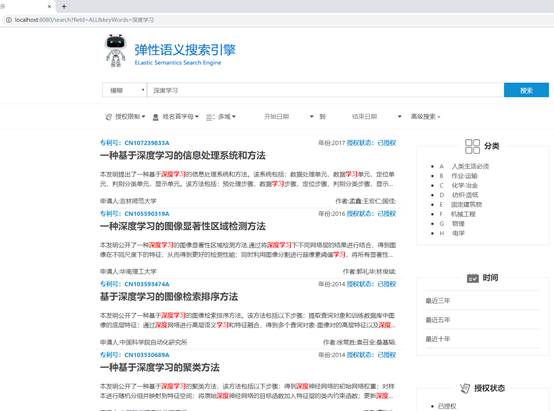 localhost:8080/search?field=ALL&keyWords=深度学习
弹性语义搜索引擎
ELastic Semantics Search Engine
深度学习
搜索
授权限制
姓名首字母
多域
开始日期
到
结束日期
高级搜索
专利号：CN107239833A
年份:2017 授权状态：已授权
一种基于深度学习的信息处理系统和方法
本发明提出了一种基于深度学习的信息处理系统和方法。该系统包括：数据处理单元、数据学习单元、定位单
元、判别分类单元、显示单元。该方法包括：预处理步骤、数据学习步骤、定位步骤、判别分类步骤、显示...
申请人:吉林师范大学
专利号：CN105590319A
年份:2016 授权状态：已授权
一种深度学习的图像显著性区域检测方法
本发明公开了一种深度学习的图像显著性区域检测方法,通过将深度学习下不同网络层的结果进行结合，得到图
像在不同尺度下的特征，从而得到更好的检测性能；同时利用图像分割进行超像素阈值学习，将所有显著性...
申请人:华南理工大学
作者:郭礼华;林俊斌;
专利号：CN103593474A
年份:2014 授权状态：已授权
基于深度学习的图像检索排序方法
本发明公开了一种基于深度学习的图像检索排序方法。该方法包括以下步骤：提取查询对象和训练数据库中图
像的底层特征；通过深度网络进行高层语义学习和特征融合，得到多个查询对象-图像对的高层特征以及深度...
申请人:中国科学院自动化研究所
作者:徐常胜;袁召全;桑基韬;
专利号：CN103530689A
年份:2014 授权状态：已授权
一种基于深度学习的聚类方法
本发明公开了一种基于深度学习的聚类方法，该方法包括以下步骤：得到深度神经网络的初始网络权重；对样
本进行随机分组并映射到特征空间；将原始深度神经网络的目标函数加入特征层的类内约束函数；更新深度...
分类
A 人类生活必须
B 作业;运输
C 化学;冶金
D 纺织;造纸
E 固定建筑物
F 机械工程
G 物理
H 电学
时间
最近三年
最近五年
最近十年
授权状态
已授权